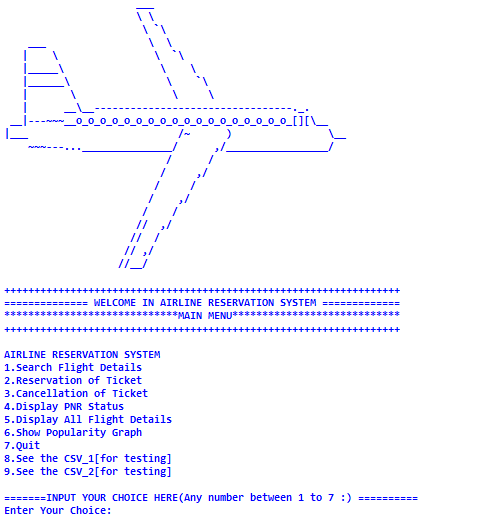 ++++++++++++++++++++++++++++++++++++++++++++++++++++++++++++++++++
============== WELCOME IN AIRLINE RESERVATION SYSTEM =============
*****************************MAIN MENU****************************
++++++++++++++++++++++++++++++++++++++++++++++++++++++++++++++++++
AIRLINE RESERVATION SYSTEM
1.Search Flight Details
2.Reservation of Ticket
3.Cancellation of Ticket
4.Display PNR Status
5.Display All Flight Details
6.Show Popularity Graph
7.Quit
8.See the CSV_1[for testing]
9.See the CSV_2[for testing]
=======INPUT YOUR CHOICE HERE(Any number between 1 to 7 :) ==========
Enter Your Choice: